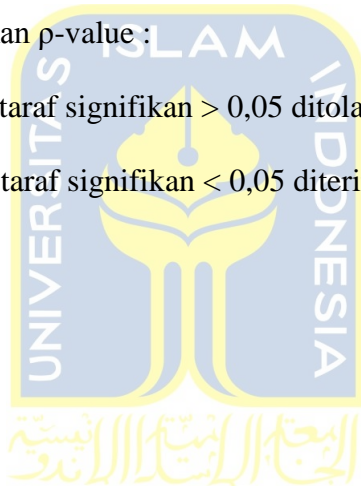 an ρ-value :
ISLAM
taraf signifikan > 0,05 ditola
taraf signifikan < 0,05 diteri
UNIVERSITAS
INDONESIA